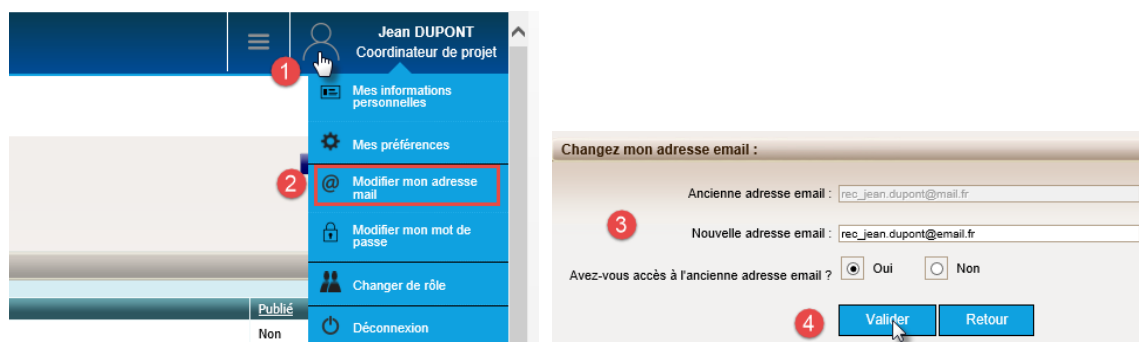 Jean DUPONT
Coordinateur de projet
1
Mes informations
personnelles
Mes préférences
2
@ Modifier mon adresse
mail
Modifier mon mot de
passe
Changer de rôle
Déconnexion
Publié
Non
Changez mon adresse email :
Ancienne adresse email : rec_jean.dupont@mail.fr
3
Nouvelle adresse email : rec_jean.dupont@email.fr
Avez-vous accès à l'ancienne adresse email ? Oui Non
4
Valider Retour